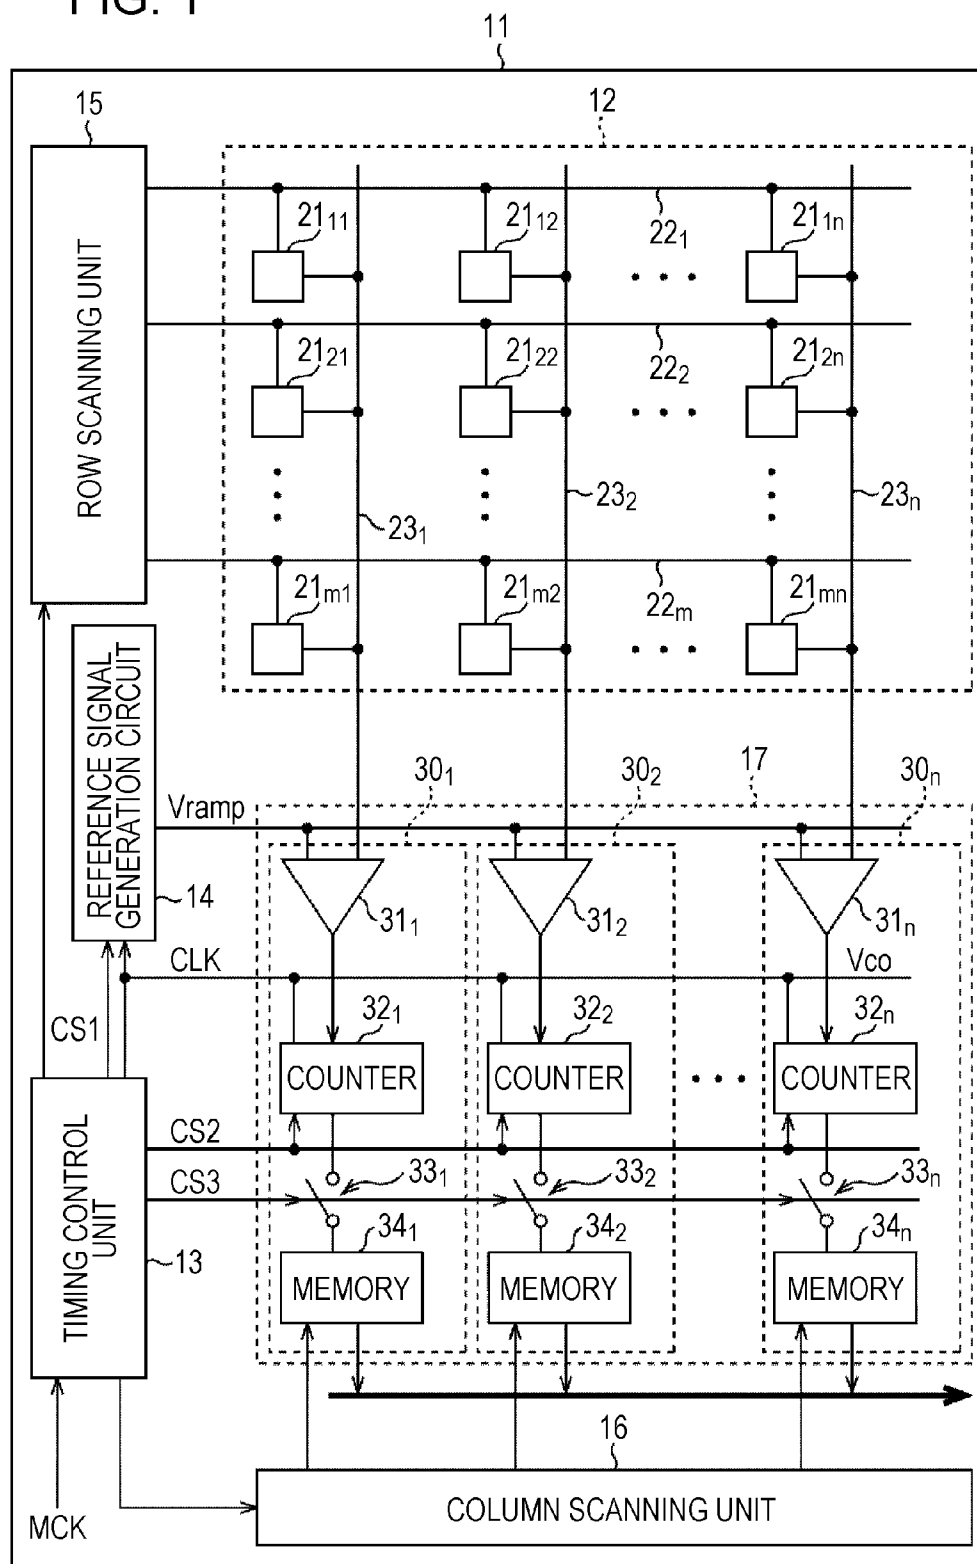 FIG. 1
11
15
12
ROW SCANNING UNIT
21₁₁
21₁₂
22₁
21₁ₙ
21₂₁
21₂₂
22₂
21₂ₙ
23₁
23₂
23ₙ
21ₘ₁
21ₘ₂
22ₘ
21ₘₙ
REFERENCE SIGNAL
GENERATION CIRCUIT
14
Vramp
30₁
30₂
17
30ₙ
31₁
31₂
31ₙ
CLK
Vco
CS1
32₁
32₂
32ₙ
COUNTER
COUNTER
COUNTER
TIMING CONTROL
UNIT
13
CS2
CS3
33₁
33₂
33ₙ
34₁
34₂
34ₙ
MEMORY
MEMORY
MEMORY
16
COLUMN SCANNING UNIT
MCK